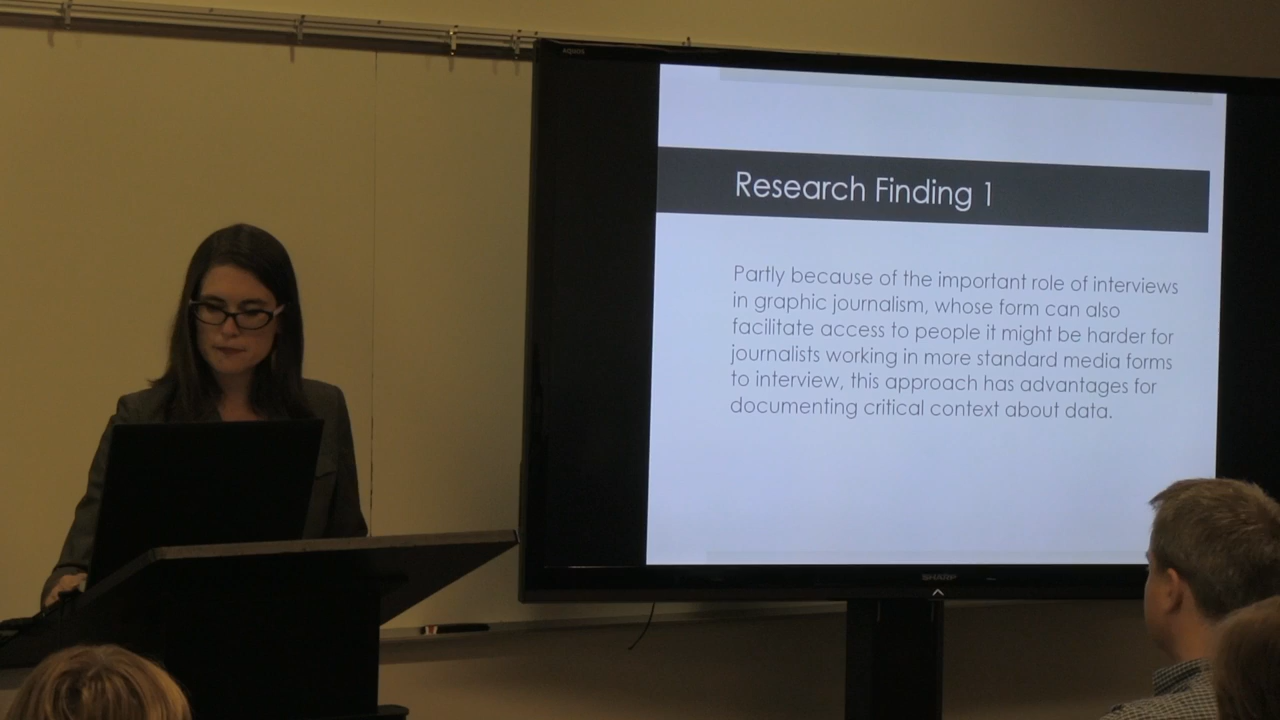 AQUOS
Research Finding 1
Partly because of the important role of interviews
in graphic journalism, whose form can also
facilitate access to people it might be harder for
journalists working in more standard media forms
to interview, this approach has advantages for
documenting critical context about data.
SHARP